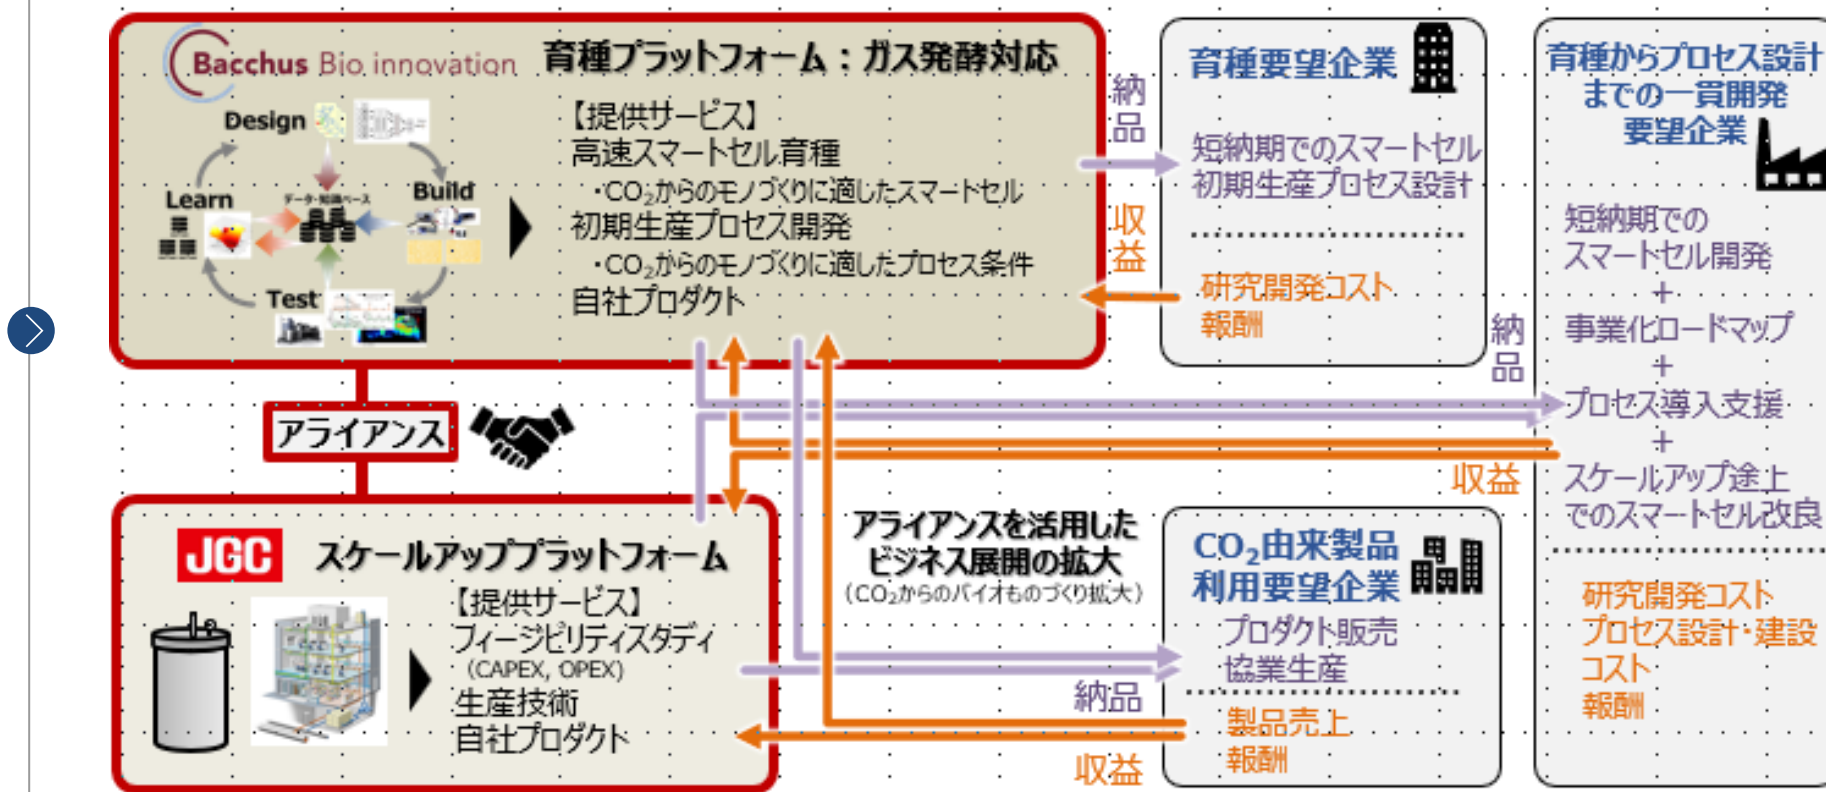 Bacchus Bio innovation
育種プラットフォーム：ガス発酵対応
Design
Build
Learn
Test
データ・知識ベース
【提供サービス】
高速スマートセル育種
・CO₂からのモノづくりに適したスマートセル
初期生産プロセス開発
・CO₂からのモノづくりに適したプロセス条件
自社プロダクト
納品
収益
育種要望企業
短納期でのスマートセル
初期生産プロセス設計
研究開発コスト
報酬
育種からプロセス設計
までの一貫開発
要望企業
短納期での
スマートセル開発
+
事業化ロードマップ
+
プロセス導入支援
+
スケールアップ途上
でのスマートセル改良
研究開発コスト
プロセス設計・建設
コスト
報酬
納品
収益
アライアンス
JGC
スケールアッププラットフォーム
【提供サービス】
フィージビリティスタディ
(CAPEX, OPEX)
生産技術
自社プロダクト
アライアンスを活用した
ビジネス展開の拡大
(CO₂からのバイオものづくり拡大)
納品
収益
CO₂由来製品
利用要望企業
プロダクト販売
協業生産
製品売上
報酬